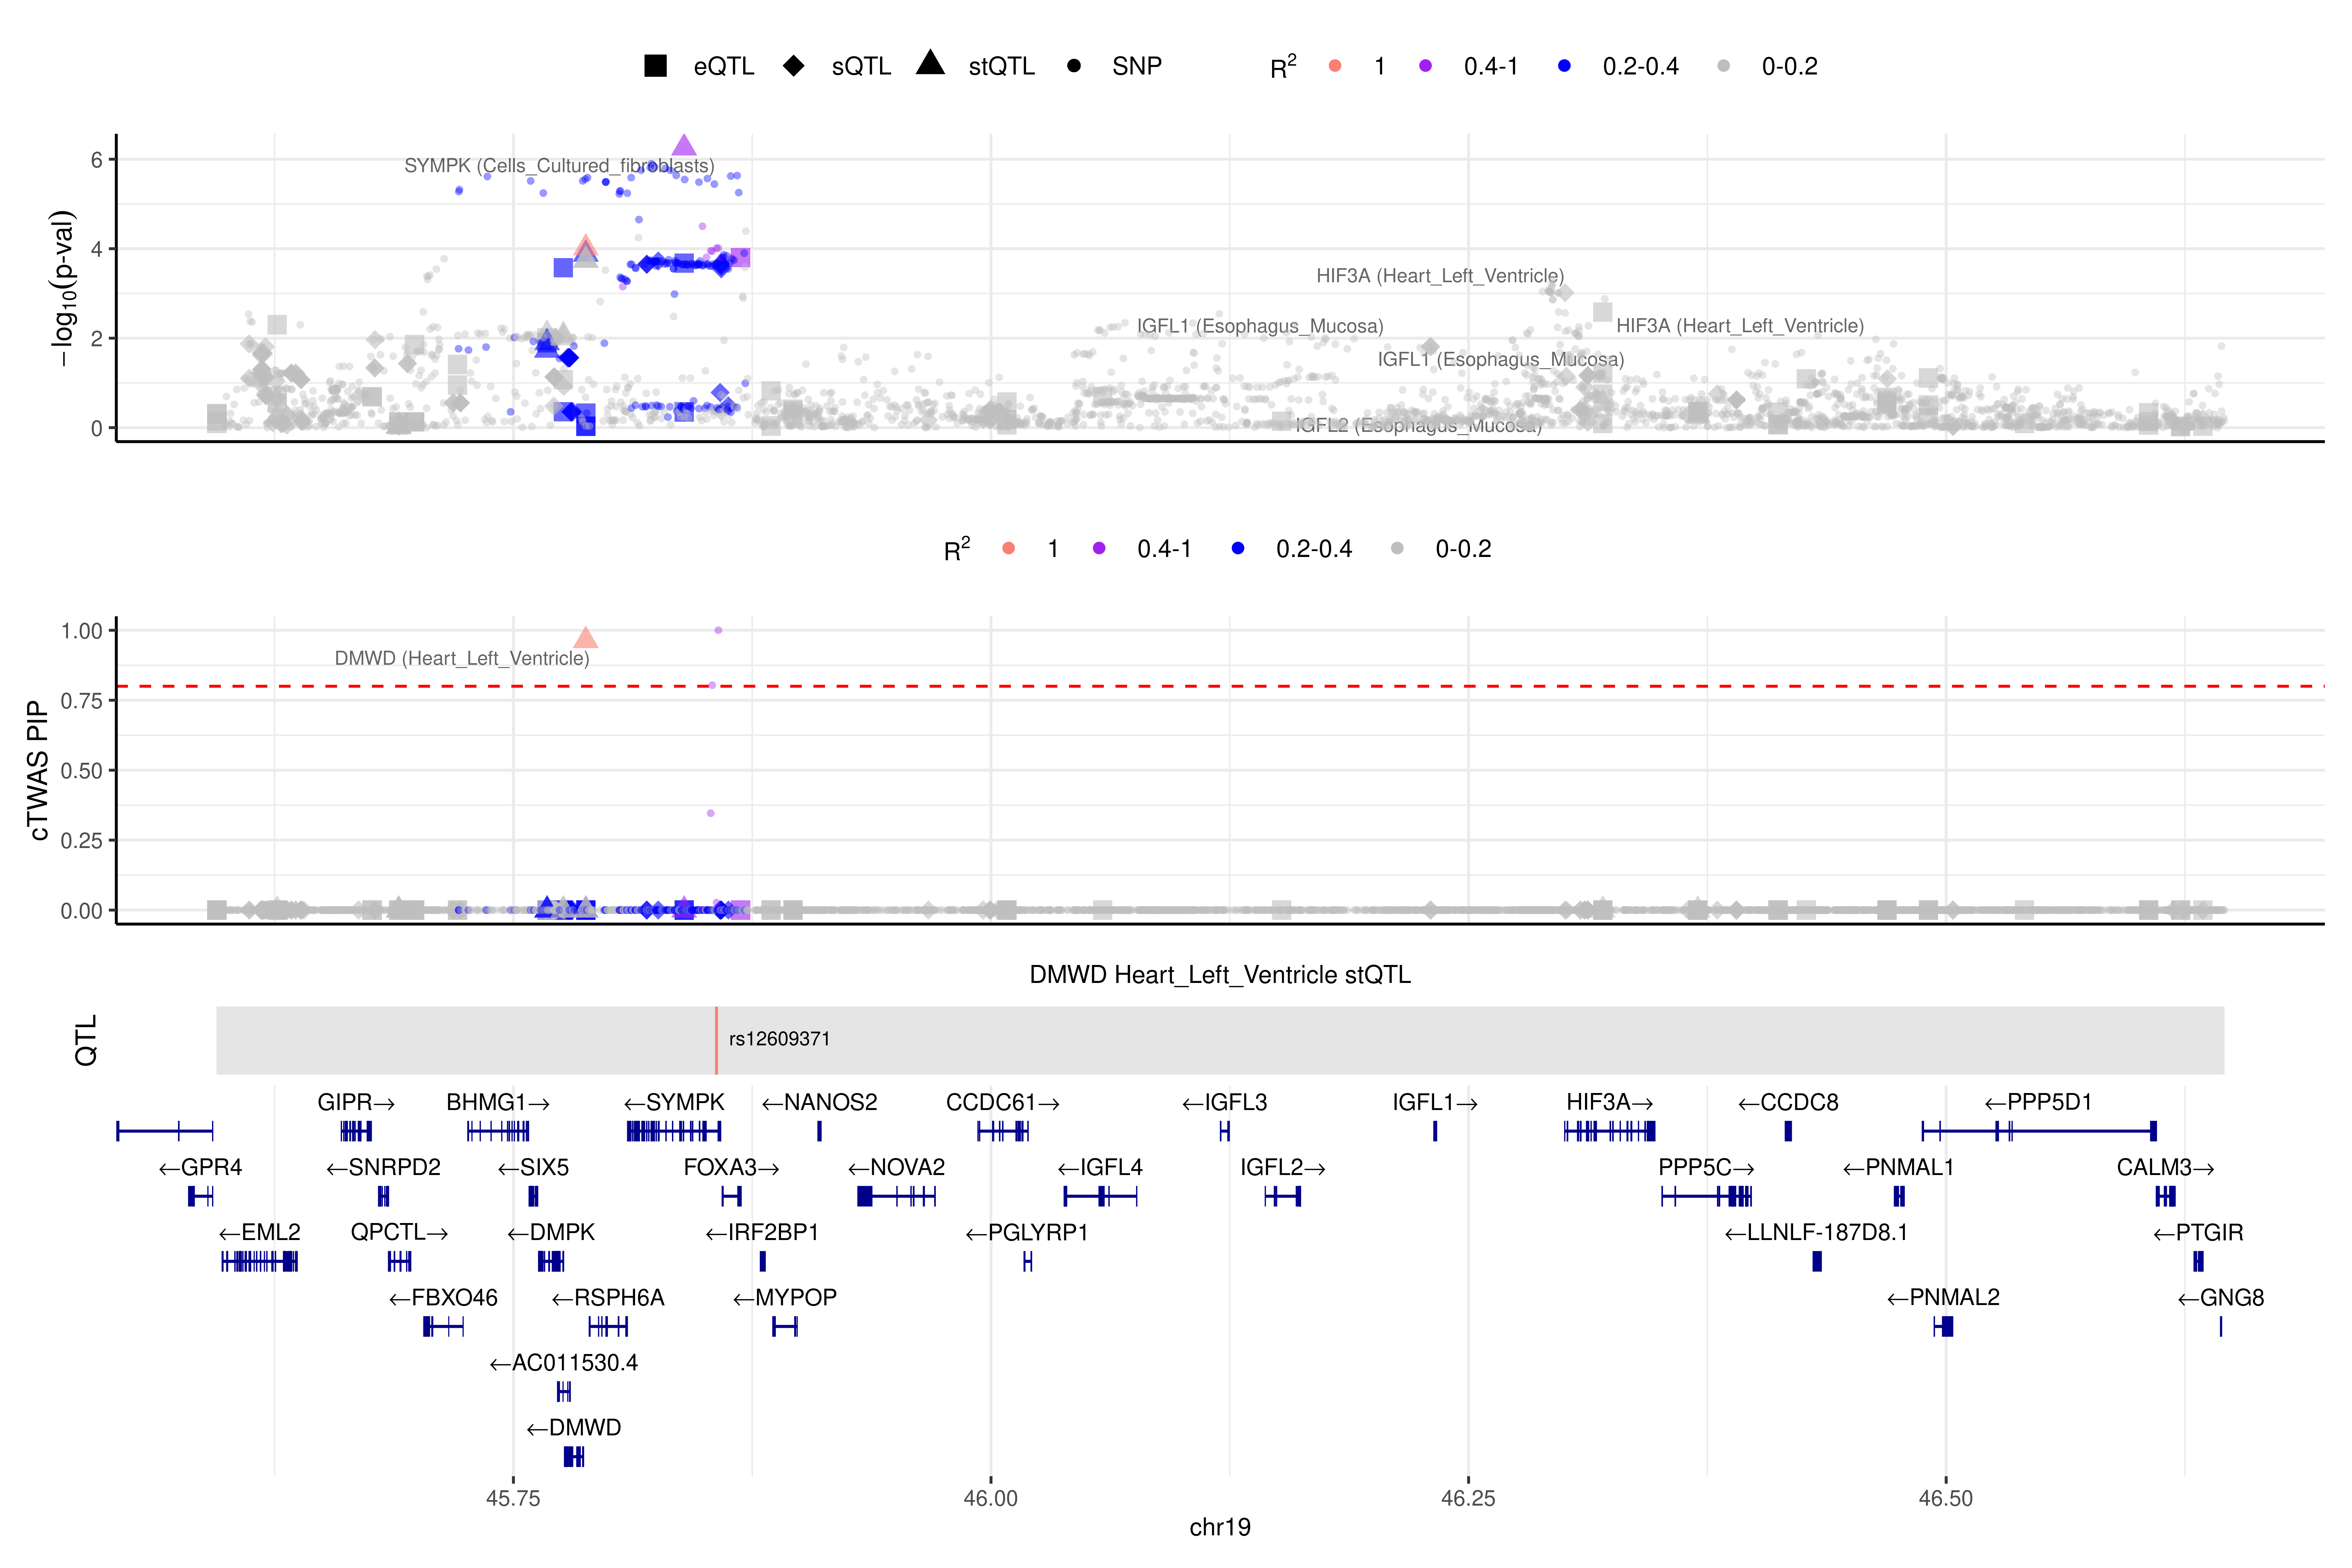 eQTL sQTL stQTL SNP R² 1 0.4-1 0.2-0.4 0-0.2
−log₁₀(p-val)
6
4
2
0
SYMPK (Cells_Cultured_fibroblasts)
HIF3A (Heart_Left_Ventricle)
IGFL1 (Esophagus_Mucosa)
HIF3A (Heart_Left_Ventricle)
IGFL1 (Esophagus_Mucosa)
IGFL2 (Esophagus_Mucosa)
R² 1 0.4-1 0.2-0.4 0-0.2
cTWAS PIP
1.00
0.75
0.50
0.25
0.00
DMWD (Heart_Left_Ventricle)
DMWD Heart_Left_Ventricle stQTL
QTL
rs12609371
GIPR→ BHMG1→ ←SYMPK ←NANOS2 CCDC61→ ←IGFL3 IGFL1→ HIF3A→ ←CCDC8 ←PPP5D1
←GPR4 ←SNRPD2 ←SIX5 FOXA3→ ←NOVA2 ←IGFL4 IGFL2→ PPP5C→ ←PNMAL1 CALM3→
←EML2 QPCTL→ ←DMPK ←IRF2BP1 ←PGLYRP1 ←LLNLF-187D8.1 ←PTGIR
←FBXO46 ←RSPH6A ←MYPOP ←PNMAL2 ←GNG8
←AC011530.4
←DMWD
45.75 46.00 46.25 46.50
chr19